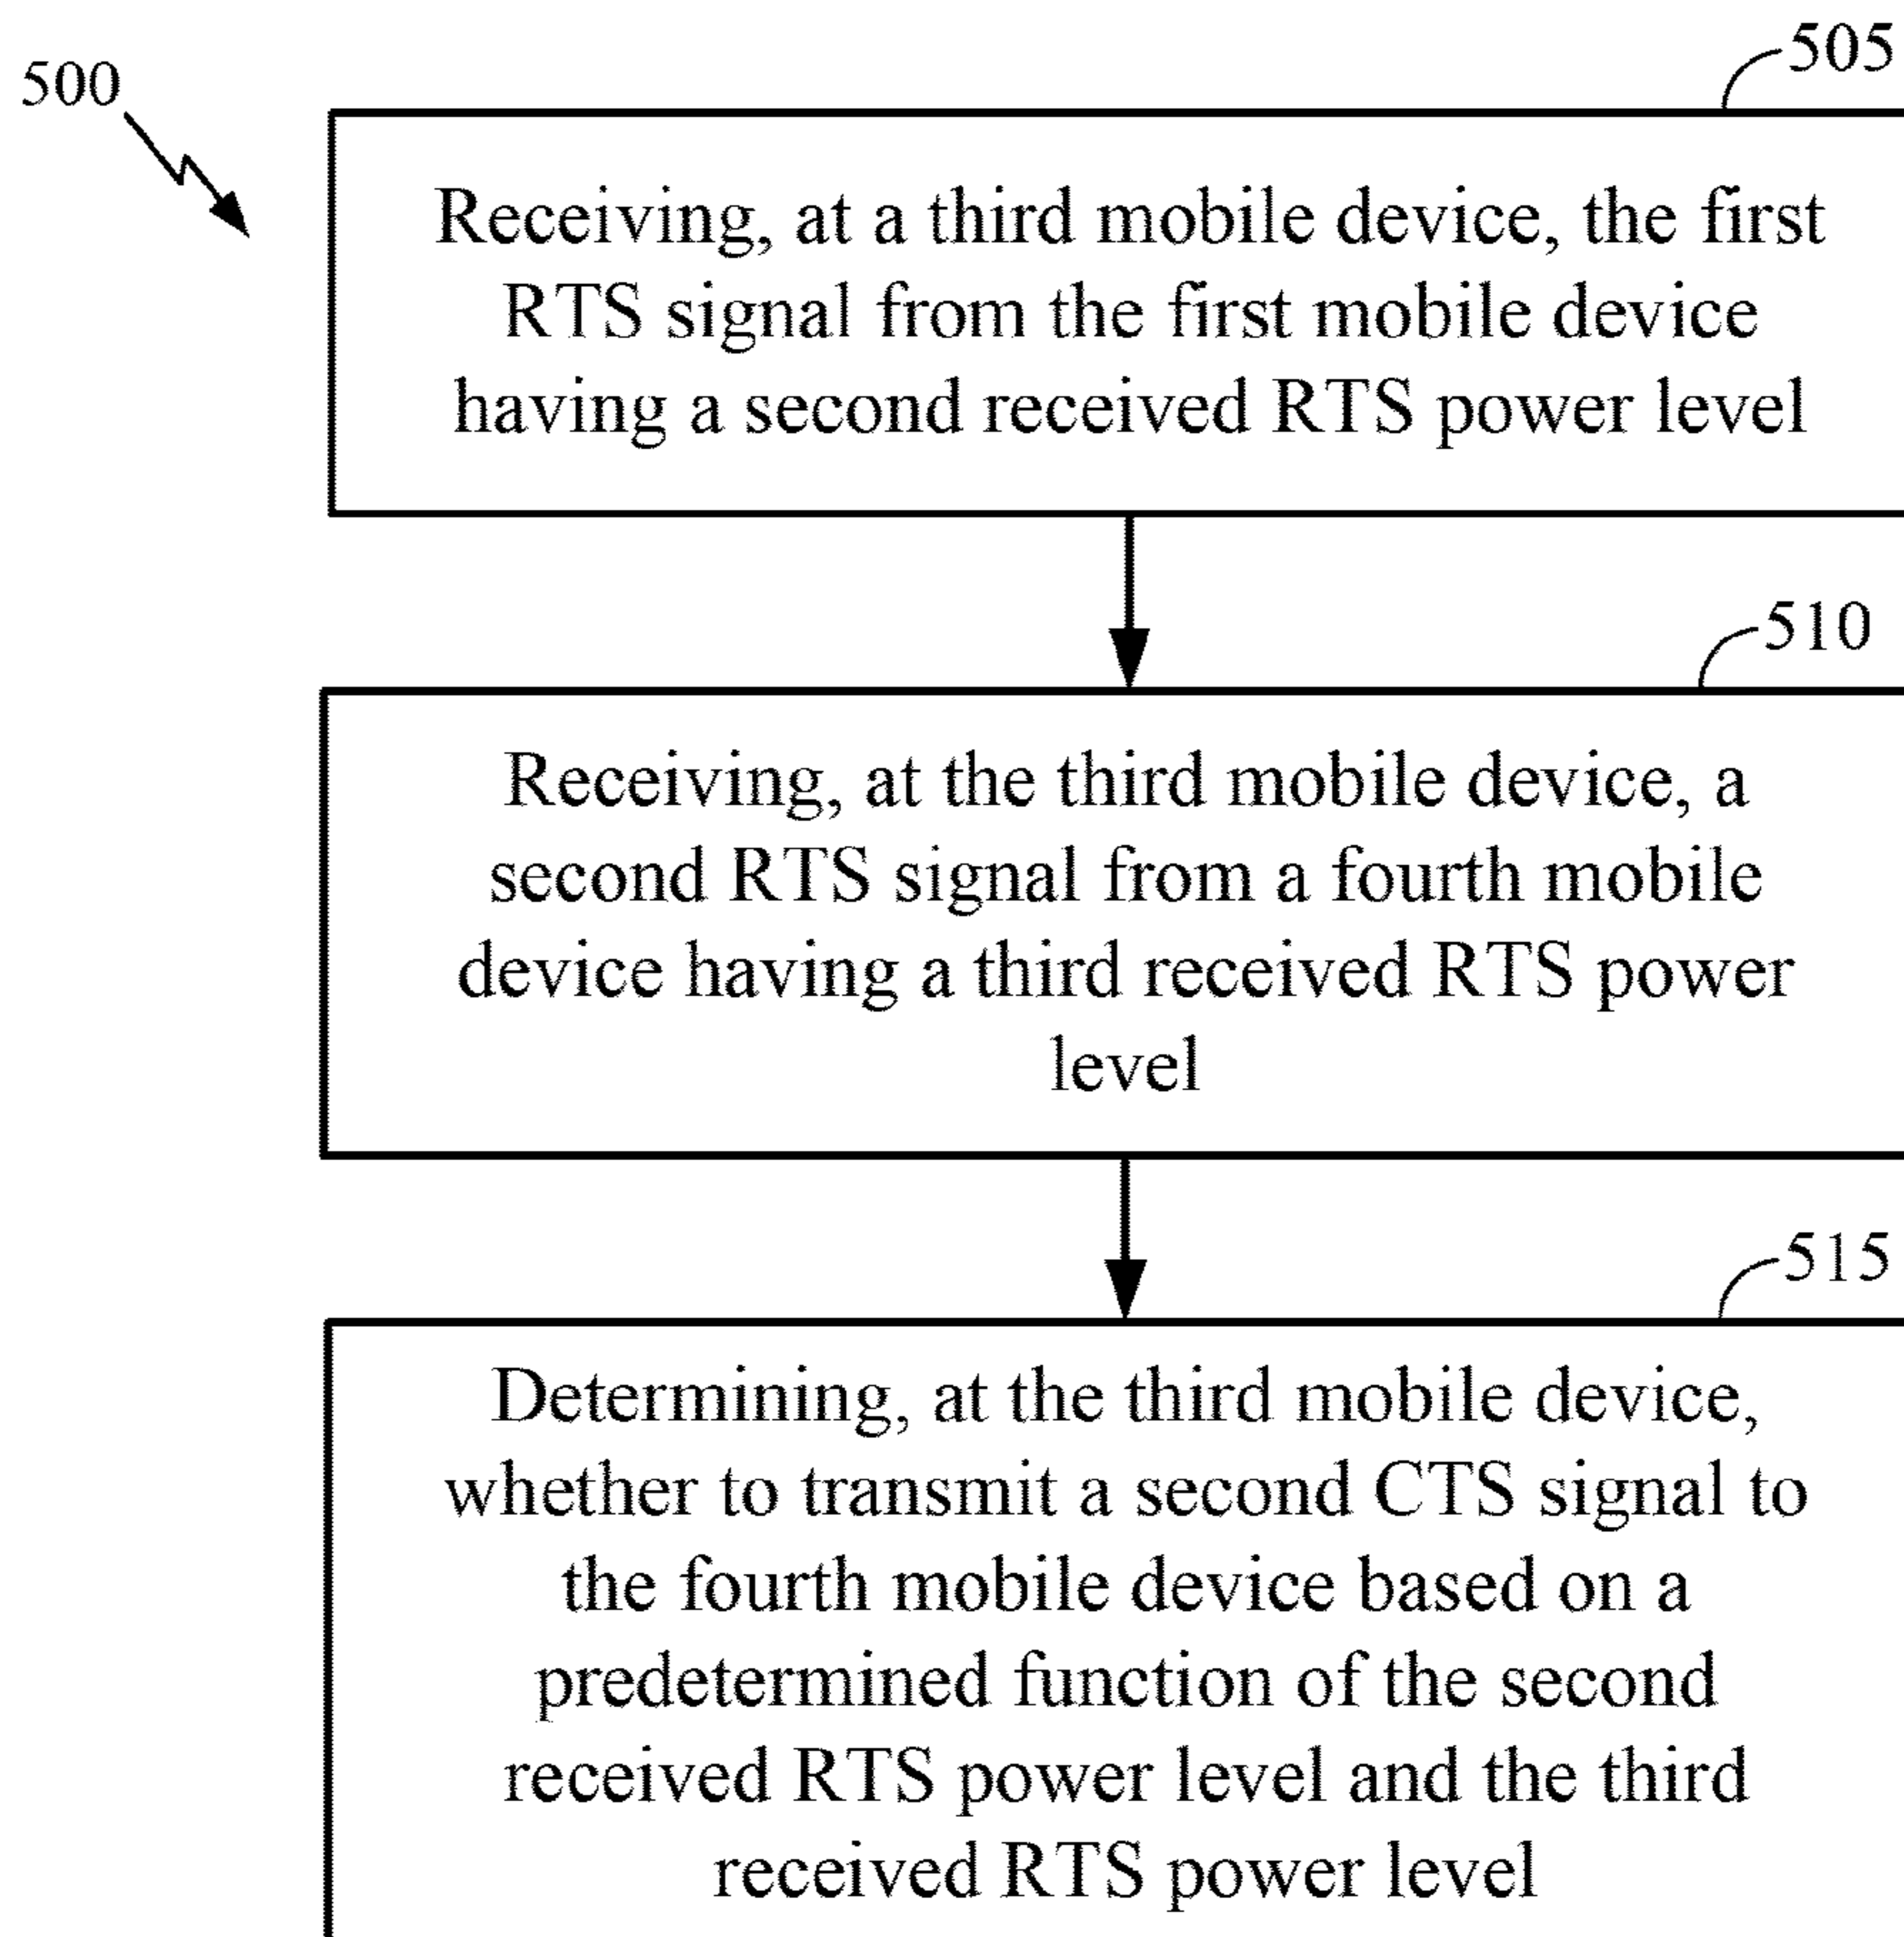 500
505
Receiving, at a third mobile device, the first
RTS signal from the first mobile device
having a second received RTS power level
510
Receiving, at the third mobile device, a
second RTS signal from a fourth mobile
device having a third received RTS power
level
515
Determining, at the third mobile device,
whether to transmit a second CTS signal to
the fourth mobile device based on a
predetermined function of the second
received RTS power level and the third
received RTS power level